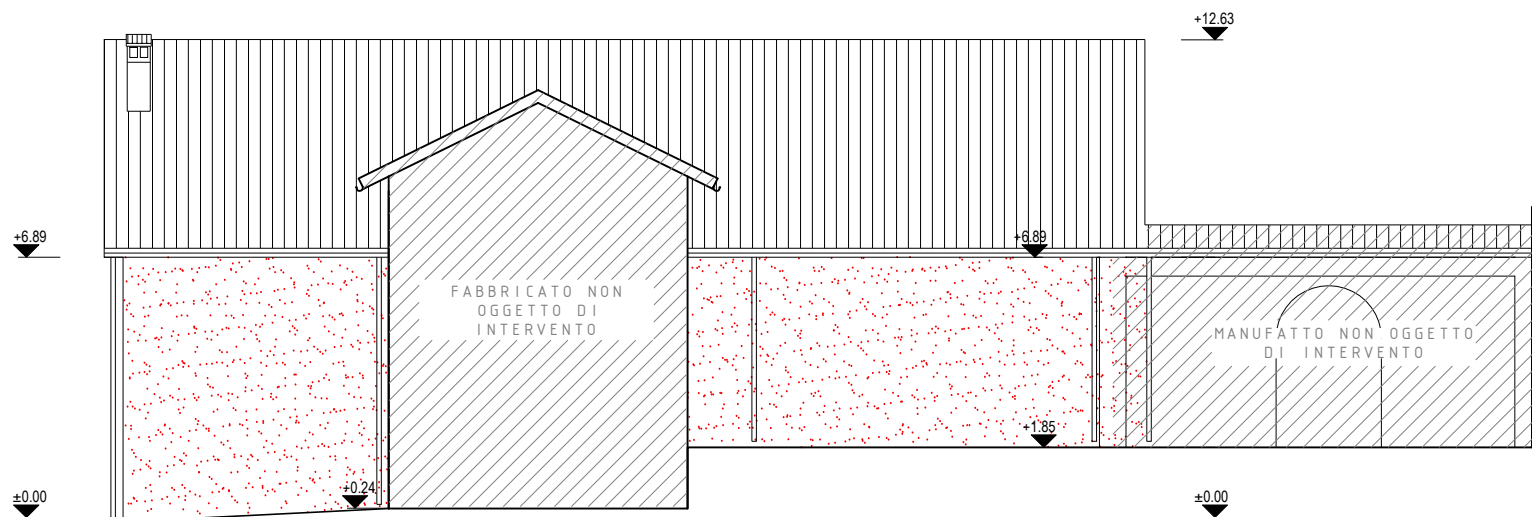 +12.63
+6.89
+6.89
FABBRICATO NON
OGGETTO DI
INTERVENTO
MANUFATTO NON OGGETTO
DI INTERVENTO
+1.85
+0.24
±0.00
±0.00